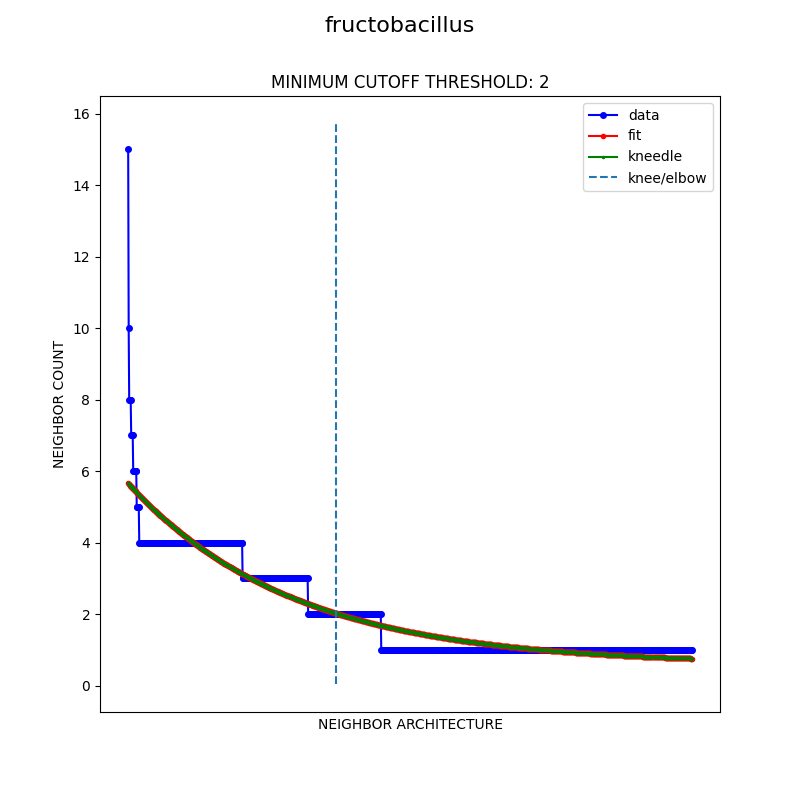 fructobacillus
MINIMUM CUTOFF THRESHOLD: 2
data
fit
kneedle
knee/elbow
16
14
12
10
8
6
4
2
0
NEIGHBOR COUNT
NEIGHBOR ARCHITECTURE